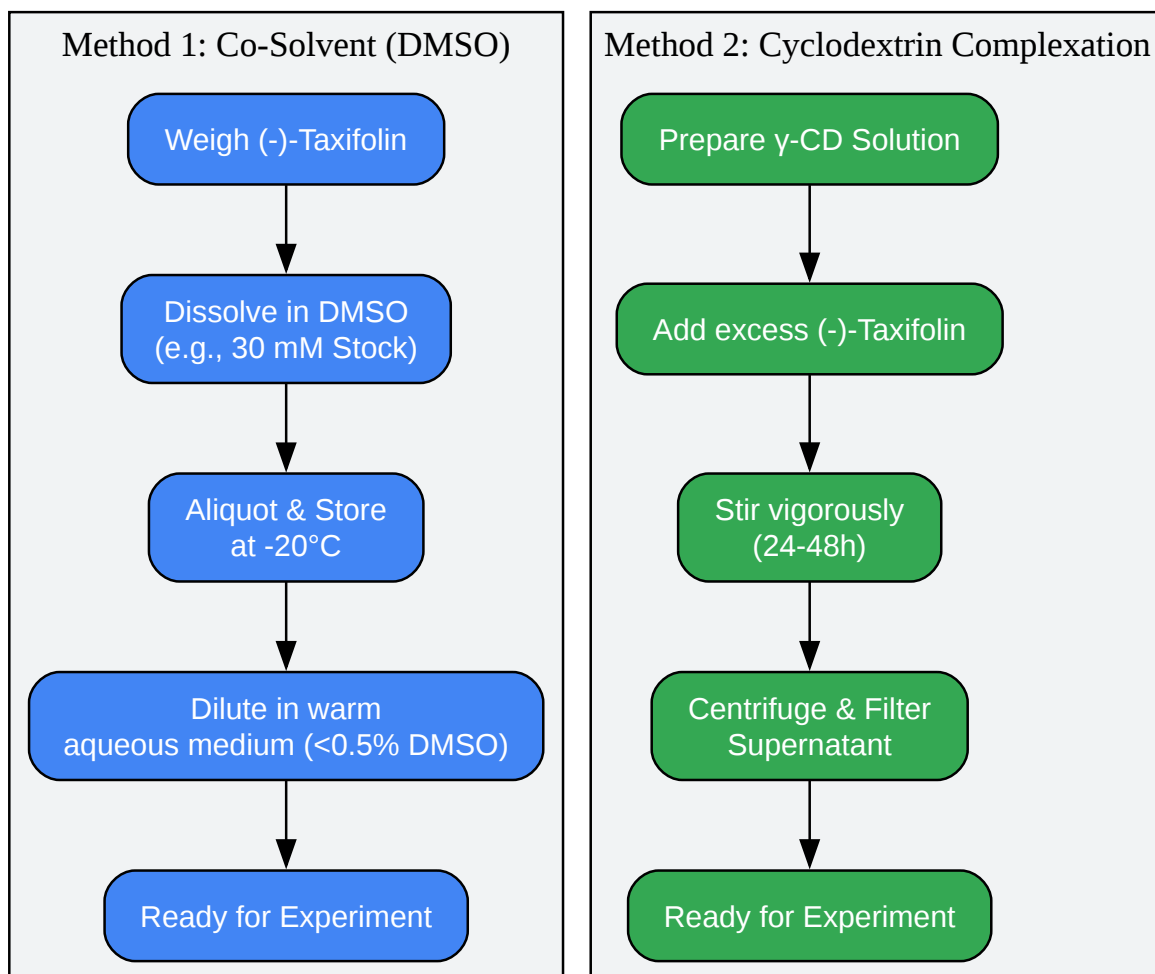 Method 1: Co-Solvent (DMSO)
Weigh (-)-Taxifolin
Dissolve in DMSO
(e.g., 30 mM Stock)
Aliquot & Store
at -20°C
Dilute in warm
aqueous medium (<0.5% DMSO)
Ready for Experiment
Method 2: Cyclodextrin Complexation
Prepare γ-CD Solution
Add excess (-)-Taxifolin
Stir vigorously
(24-48h)
Centrifuge & Filter
Supernatant
Ready for Experiment